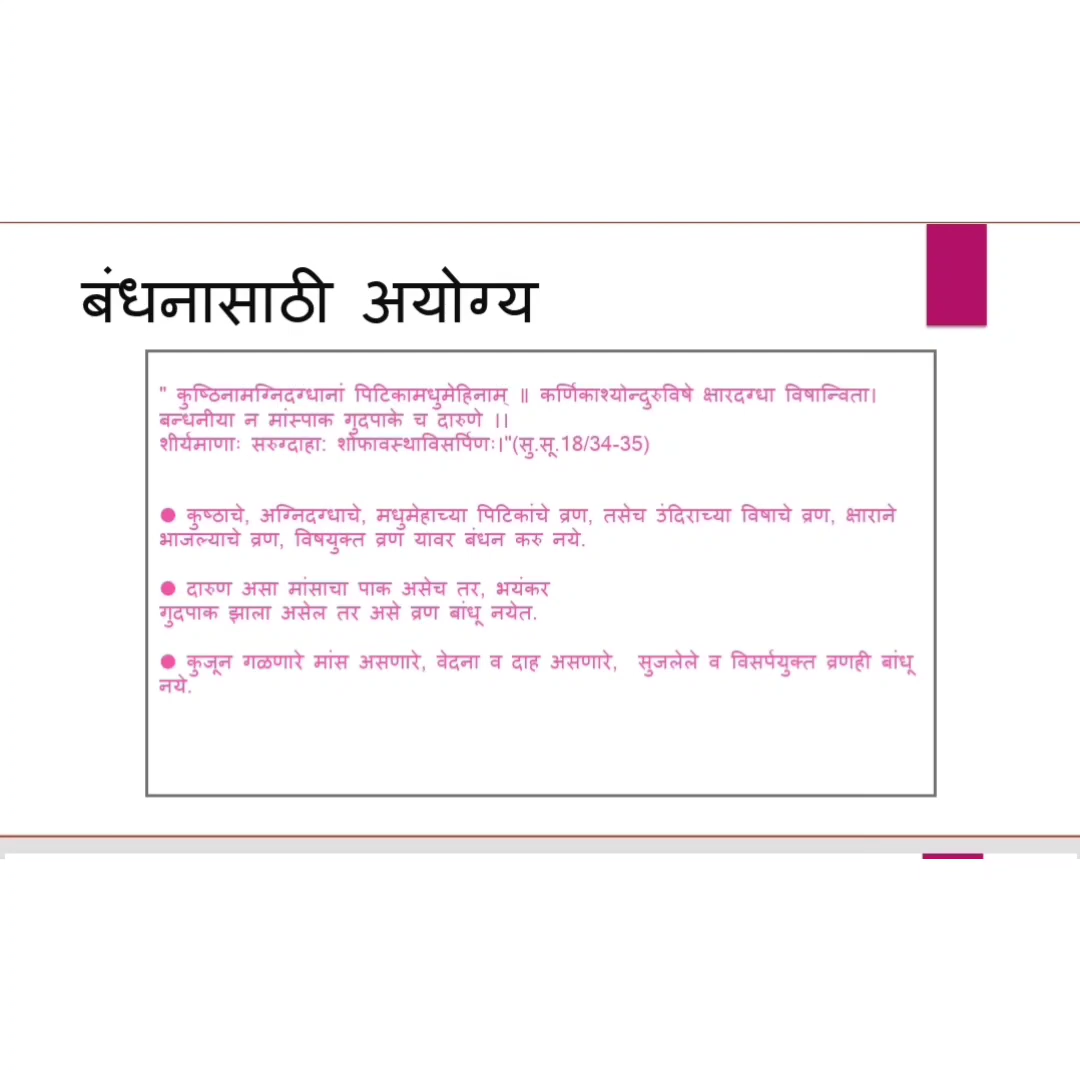 बंधनासाठी अयोग्य
" कुष्ठिनामग्निदग्धानां पिटिकामधुमेहिनाम् ॥ कर्णिकाश्योन्दुरुविषे क्षारदग्धा विषान्विता।
बन्धनीया न मांस्पाक गुदपाके च दारुणे ।।
शीर्यमाणाः सरुग्दाहा: शोफावस्थाविसर्पिणः।"(सु.सू.18/34-35)
● कुष्ठाचे, अग्निदग्धाचे, मधुमेहाच्या पिटिकांचे व्रण, तसेच उंदिराच्या विषाचे व्रण, क्षाराने
भाजल्याचे व्रण, विषयुक्त व्रण यावर बंधन करु नये.
● दारुण असा मांसाचा पाक असेच तर, भयंकर
गुदपाक झाला असेल तर असे व्रण बांधू नयेत.
● कुजून गळणारे मांस असणारे, वेदना व दाह असणारे, सुजलेले व विसर्पयुक्त व्रणही बांधू
नये.